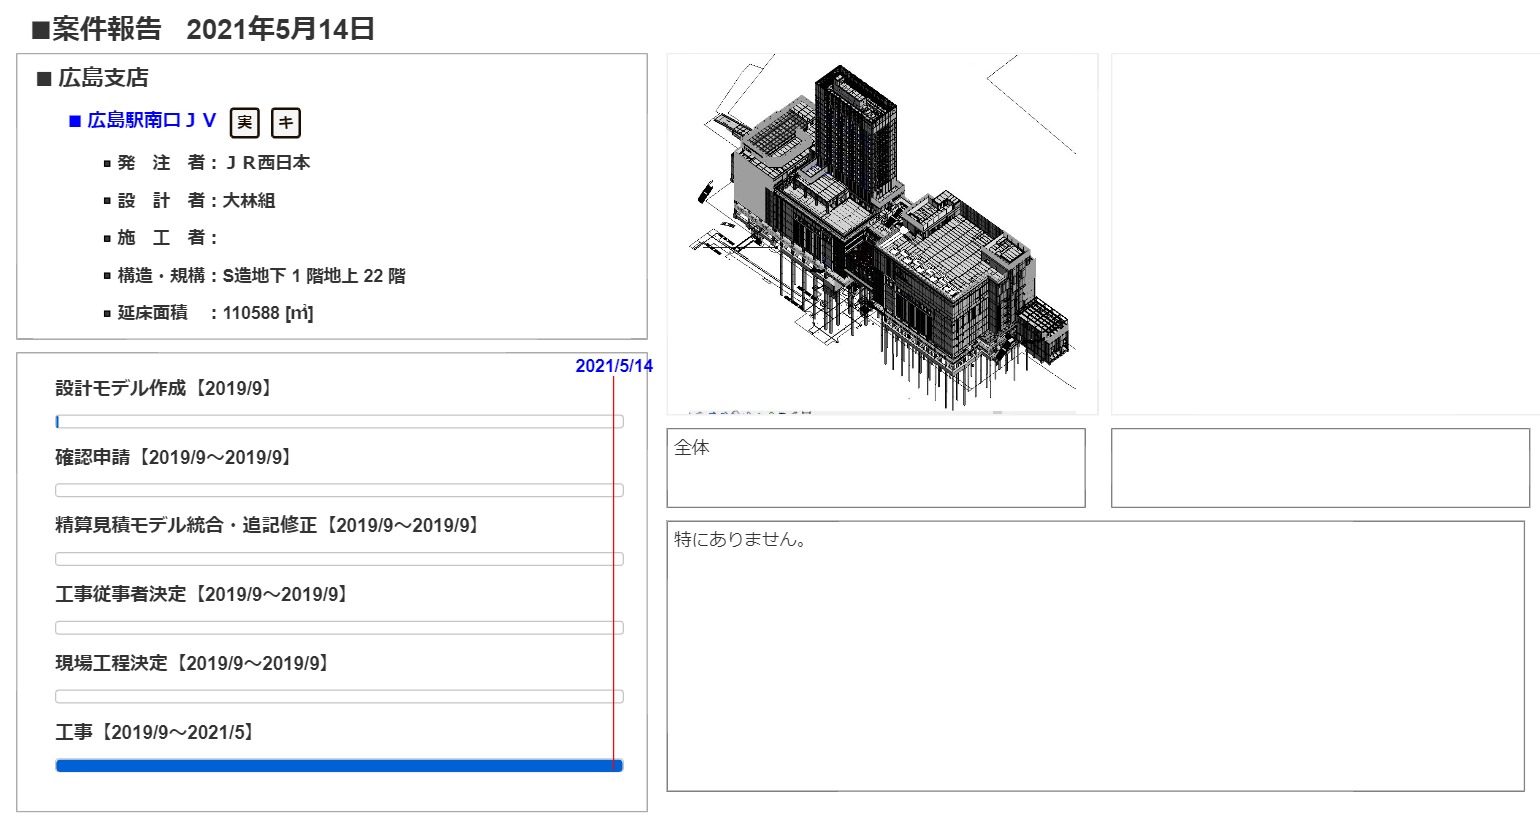 ■案件報告　2021年5月14日
■ 広島支店
■ 広島駅南口ＪＶ 実 キ
▪ 発　注　者：ＪＲ西日本
▪ 設　計　者：大林組
▪ 施　工　者：
▪ 構造・規構：S造地下 1 階地上 22 階
▪ 延床面積　：110588 [㎡]
2021/5/14
設計モデル作成【2019/9】
確認申請【2019/9～2019/9】
精算見積モデル統合・追記修正【2019/9～2019/9】
工事従事者決定【2019/9～2019/9】
現場工程決定【2019/9～2019/9】
工事【2019/9～2021/5】
全体
特にありません。